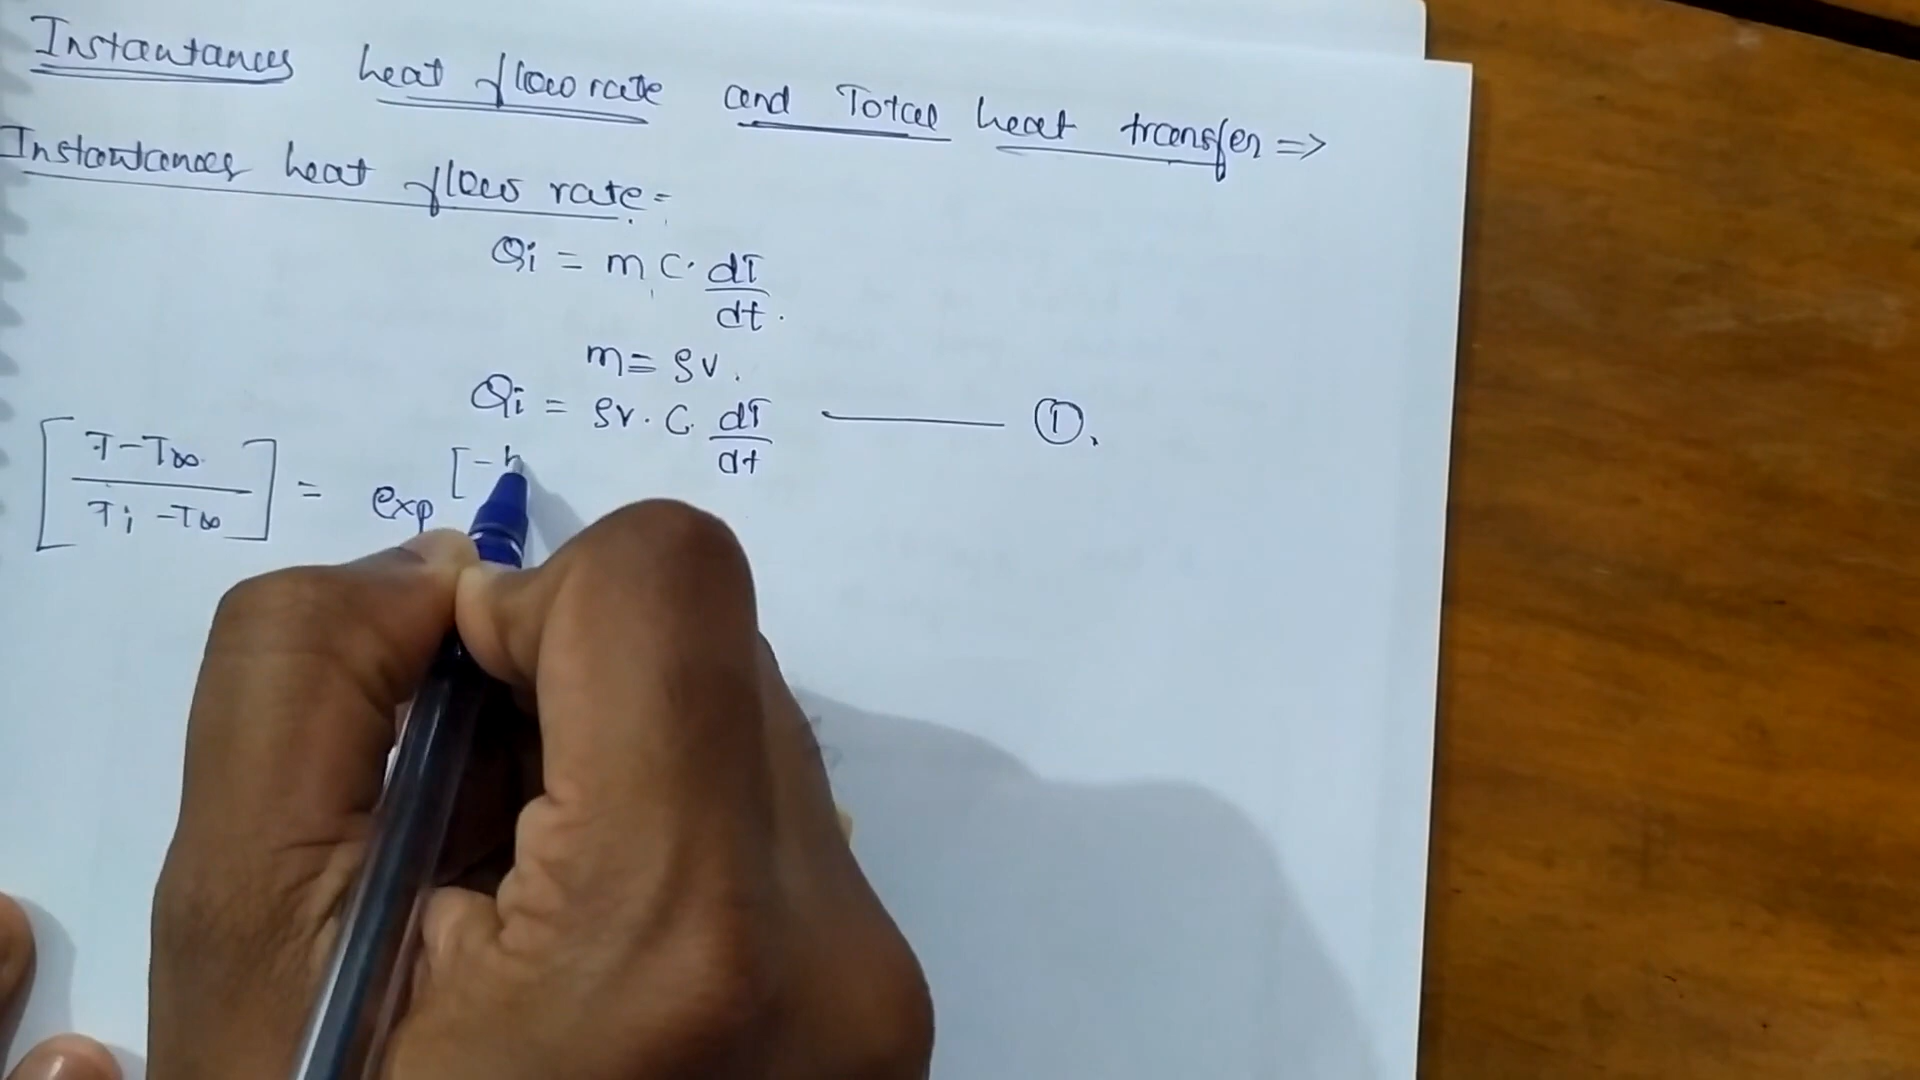 Instantances heat flow rate and Total heat transfer =>
Instantances heat flow rate =
Qi = m C. dT/dt.
m = ρv.
Qi = ρv. C. dT/dt ——— ①.
[T-T∞ / Ti-T∞] = exp [-h